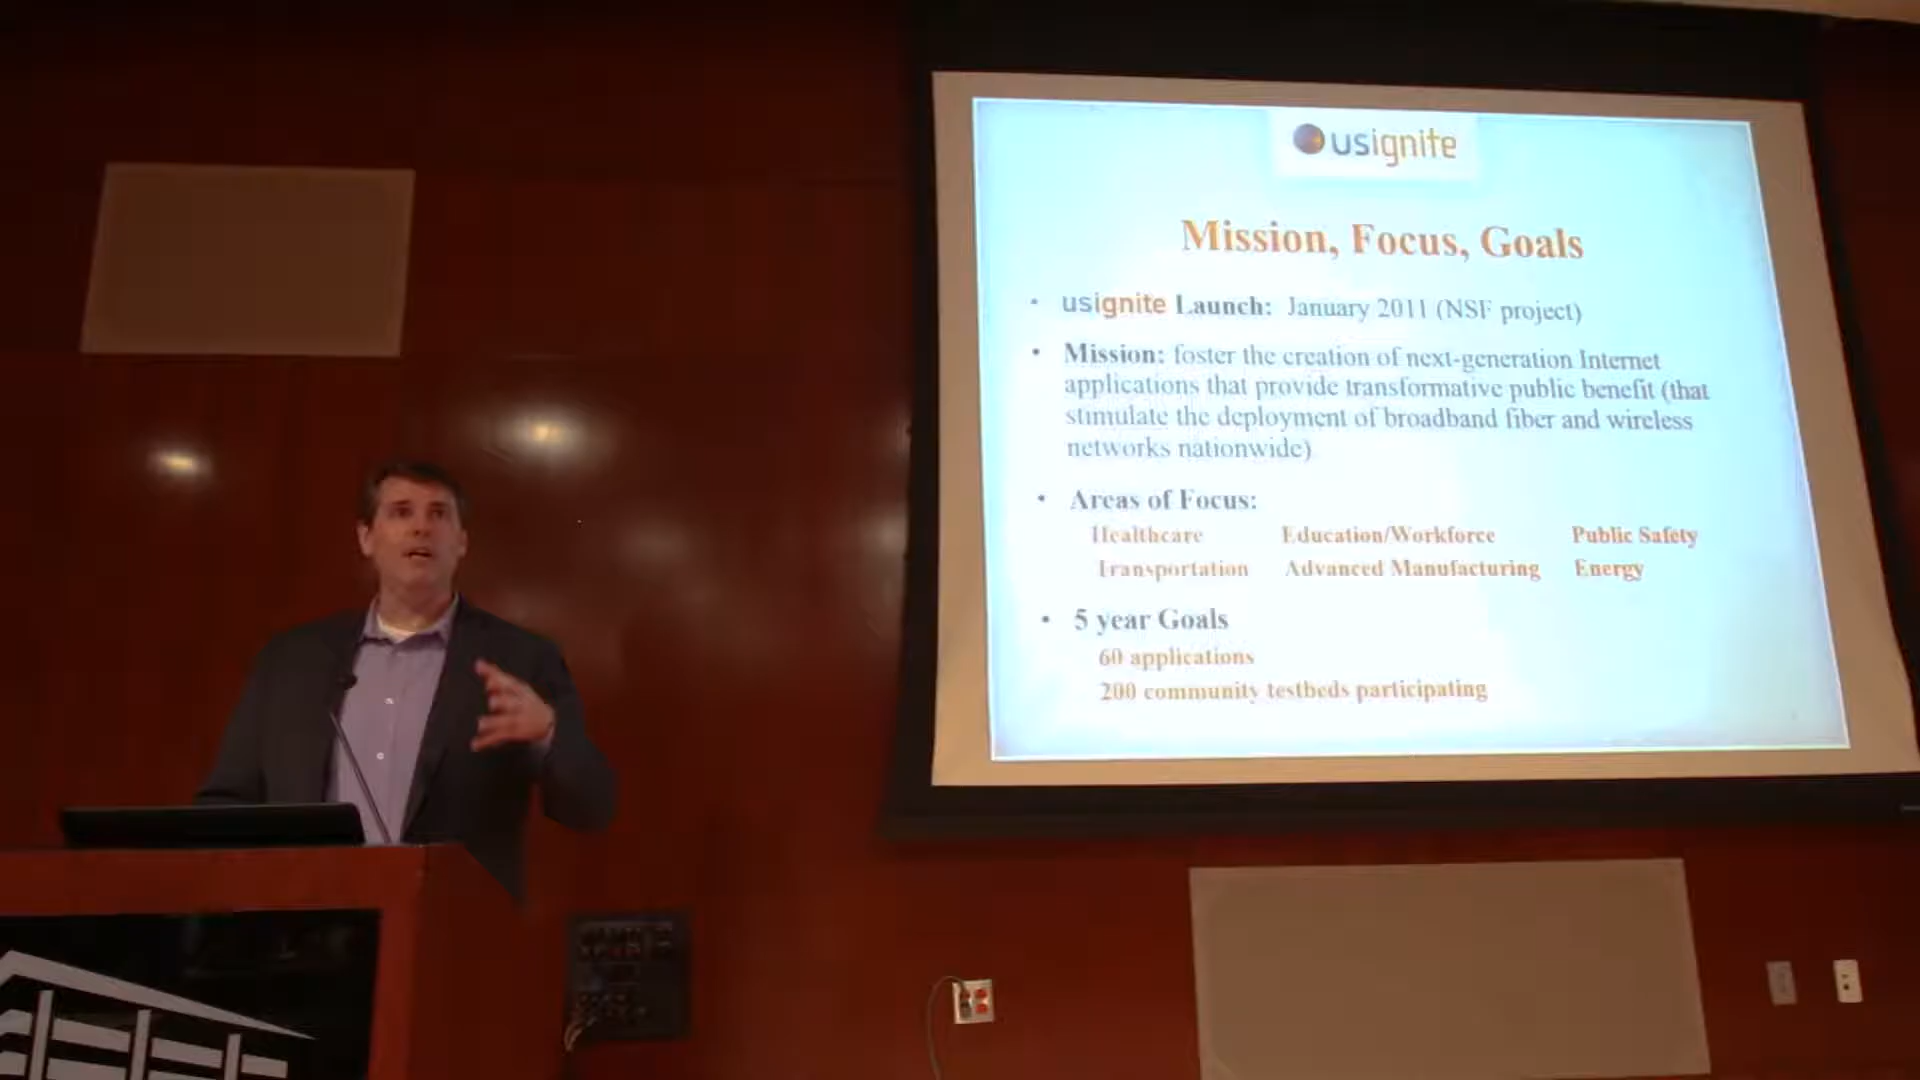 usignite
Mission, Focus, Goals
• usignite Launch: January 2011 (NSF project)
• Mission: foster the creation of next-generation Internet
applications that provide transformative public benefit (that
stimulate the deployment of broadband fiber and wireless
networks nationwide)
• Areas of Focus:
Healthcare Education/Workforce Public Safety
Transportation Advanced Manufacturing Energy
• 5 year Goals
60 applications
200 community testbeds participating